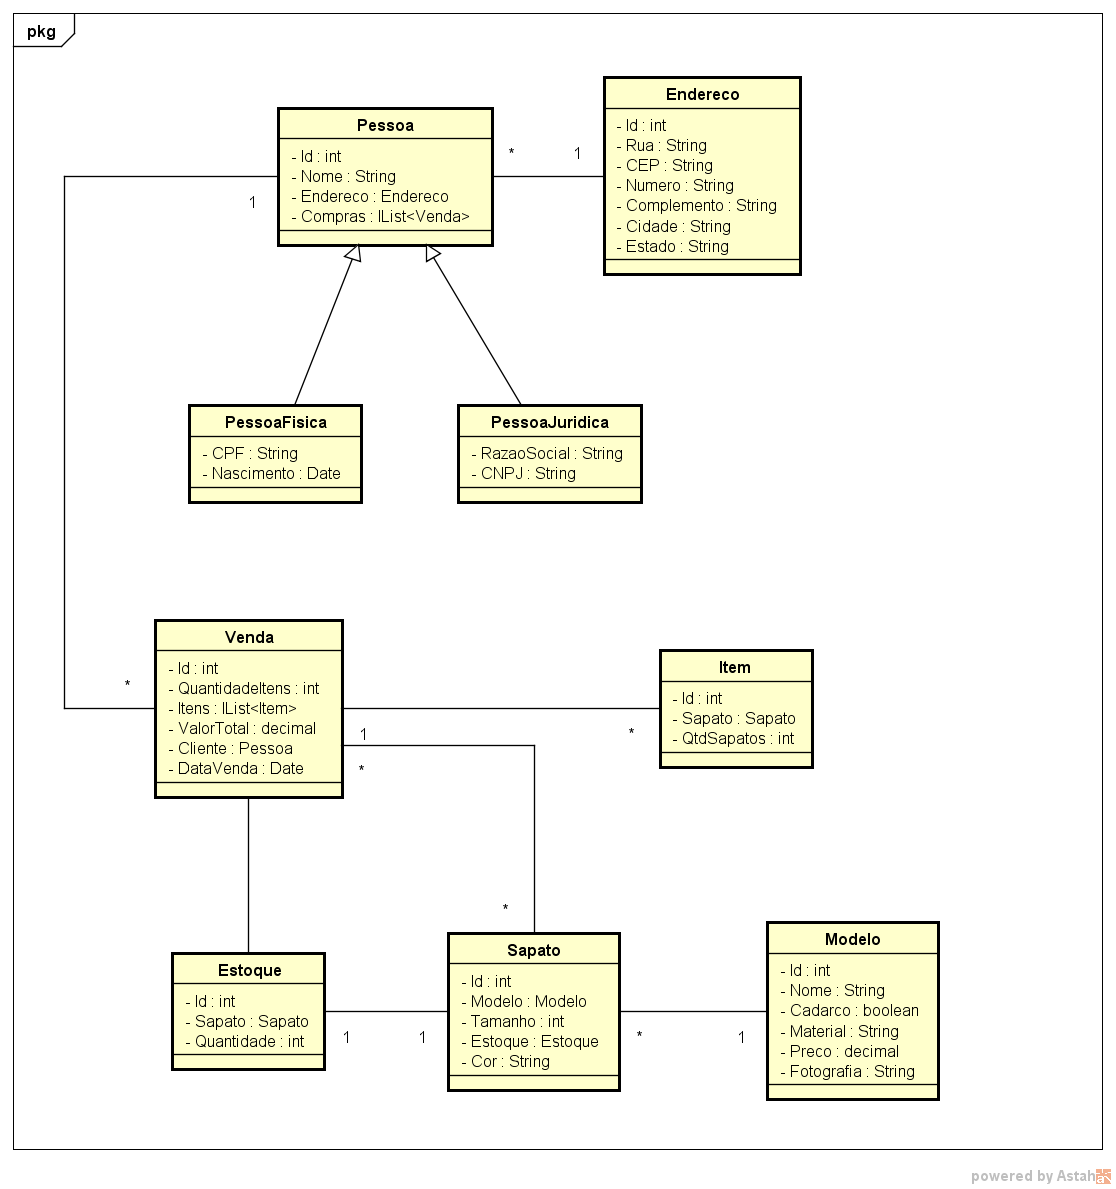 pkg
Pessoa
- Id : int
- Nome : String
- Endereco : Endereco
- Compras : IList<Venda>
Endereco
- Id : int
- Rua : String
- CEP : String
- Numero : String
- Complemento : String
- Cidade : String
- Estado : String
*
1
1
PessoaFisica
- CPF : String
- Nascimento : Date
PessoaJuridica
- RazaoSocial : String
- CNPJ : String
Venda
- Id : int
- QuantidadeItens : int
- Itens : IList<Item>
- ValorTotal : decimal
- Cliente : Pessoa
- DataVenda : Date
*
1
*
*
*
Item
- Id : int
- Sapato : Sapato
- QtdSapatos : int
Estoque
- Id : int
- Sapato : Sapato
- Quantidade : int
1
1
Sapato
- Id : int
- Modelo : Modelo
- Tamanho : int
- Estoque : Estoque
- Cor : String
*
1
Modelo
- Id : int
- Nome : String
- Cadarco : boolean
- Material : String
- Preco : decimal
- Fotografia : String
powered by Astah